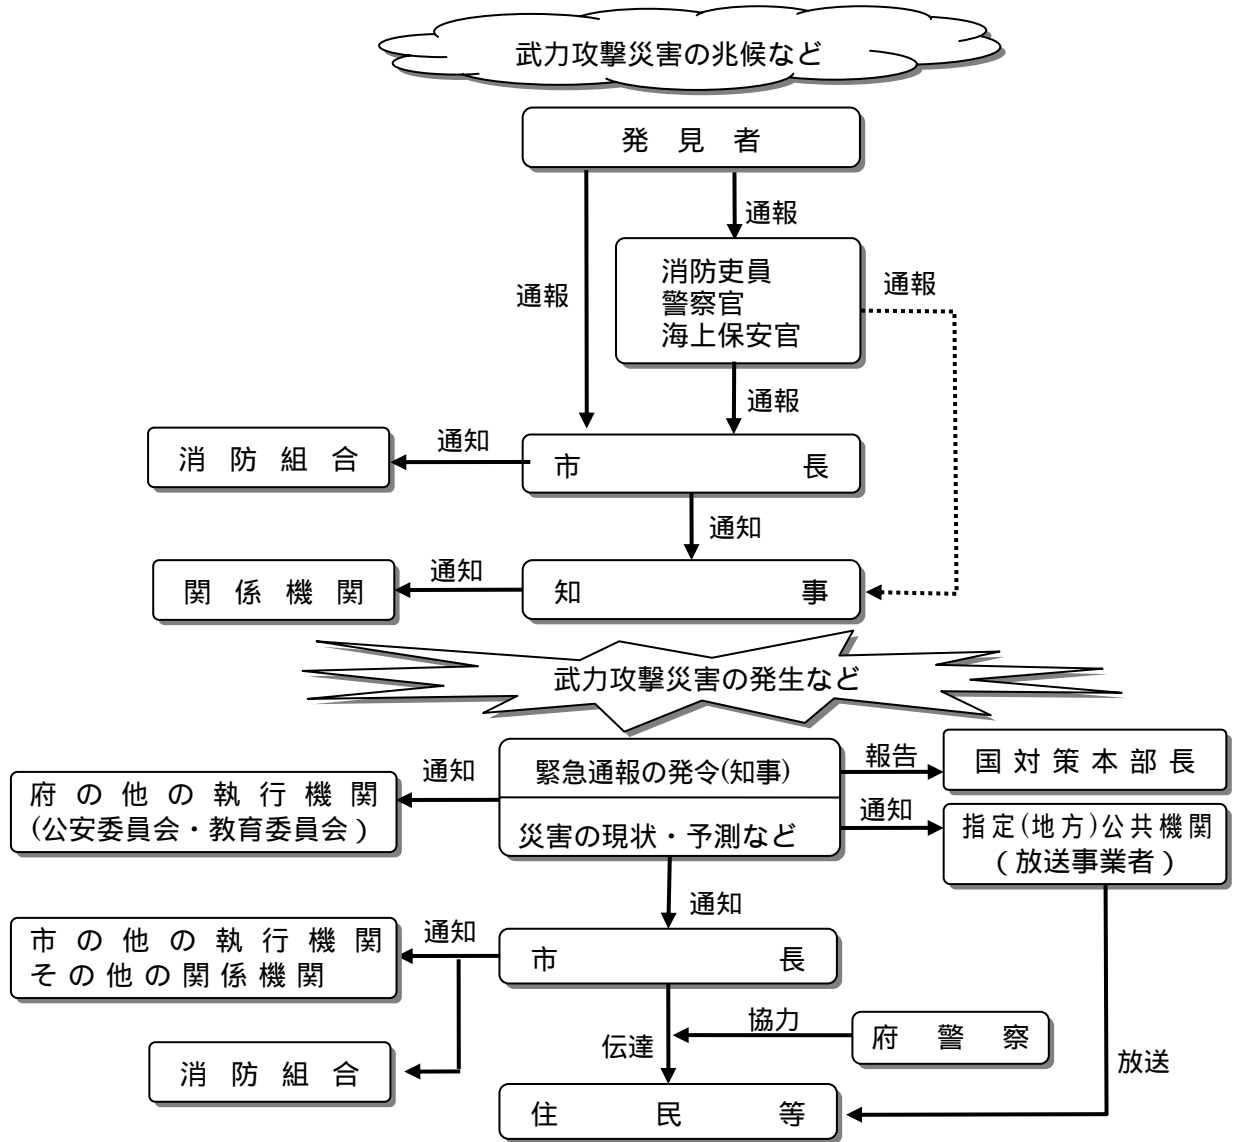 武力攻撃災害の兆候など
発見者
通報
消防吏員
警察官
海上保安官
通報
通報
通報
消防組合
通知
市長
通知
関係機関
通知
知事
武力攻撃災害の発生など
緊急通報の発令(知事)
災害の現状・予測など
報告
国対策本部長
通知
府の他の執行機関
(公安委員会・教育委員会)
通知
指定(地方)公共機関
(放送事業者)
通知
市の他の執行機関
その他の関係機関
通知
市長
協力
府警察
伝達
消防組合
放送
住民等